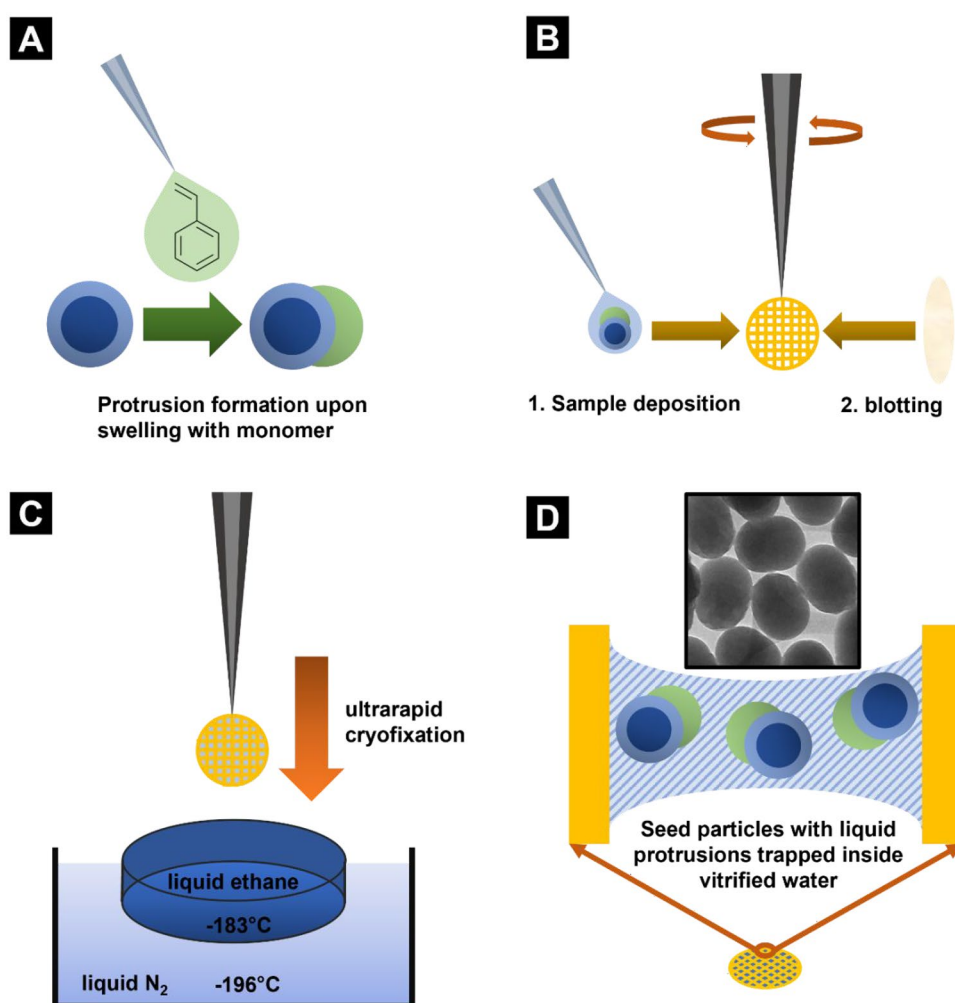 A
Protrusion formation upon
swelling with monomer
B
1. Sample deposition
2. blotting
C
ultrarapid
cryofixation
liquid ethane
-183°C
liquid N₂
-196°C
D
Seed particles with liquid
protrusions trapped inside
vitrified water